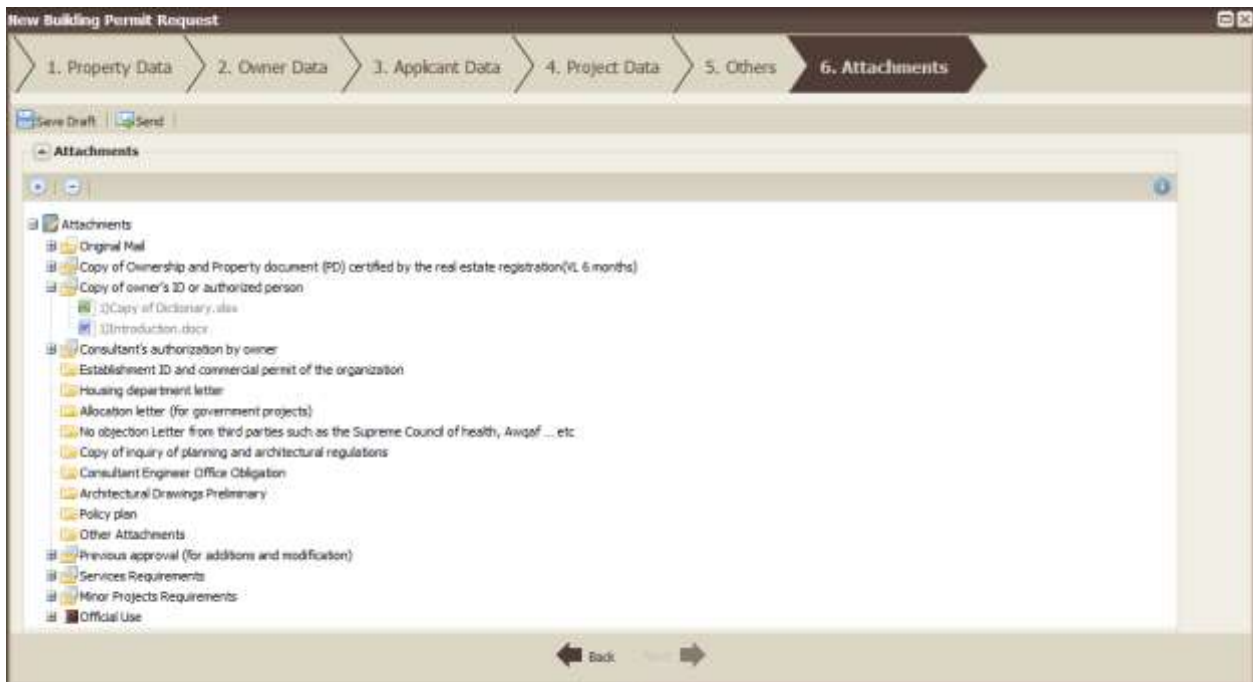 New Building Permit Request
1. Property Data 2. Owner Data 3. Applicant Data 4. Project Data 5. Others 6. Attachments
Save Draft Send
Attachments
Attachments
Original Mail
Copy of Ownership and Property document (PD) certified by the real estate registration(VL 6 months)
Copy of owner's ID or authorized person
1)Copy of Dictionary.xlsx
1)Introduction.docx
Consultant's authorization by owner
Establishment ID and commercial permit of the organization
Housing department letter
Allocation letter (for government projects)
No objection Letter from third parties such as the Supreme Council of health, Awqaf ... etc
Copy of inquiry of planning and architectural regulations
Consultant Engineer Office Obligation
Architectural Drawings Preliminary
Policy plan
Other Attachments
Previous approval (for additions and modification)
Services Requirements
Minor Projects Requirements
Official Use
Back Next